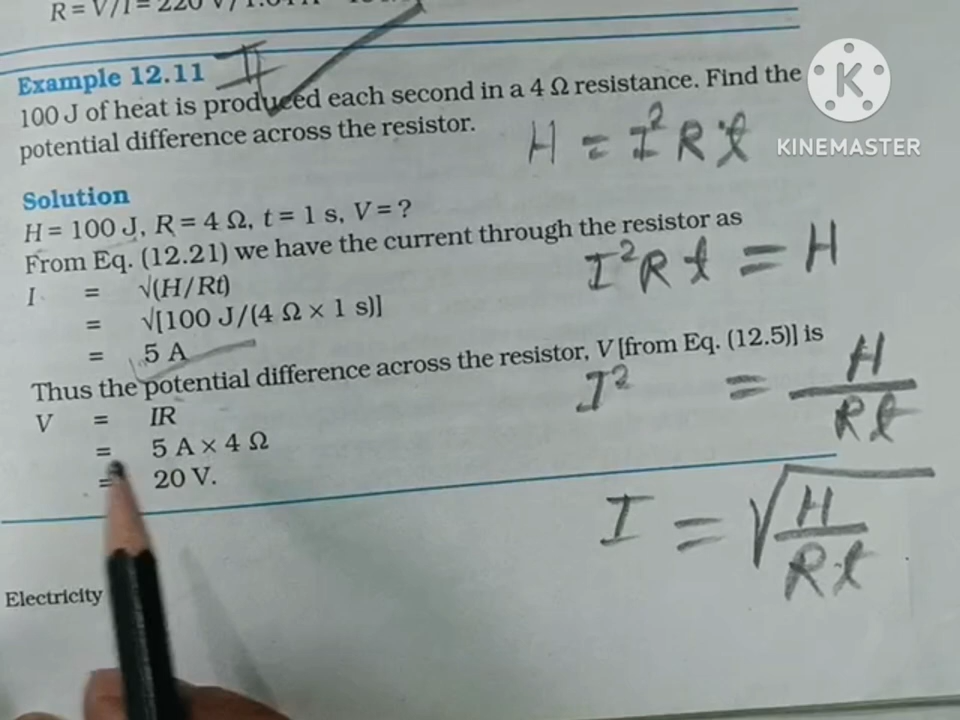 R = V/I = 220 V/
Example 12.11 II
100 J of heat is produced each second in a 4 Ω resistance. Find the
potential difference across the resistor.
H = I²Rt
K
KINEMASTER
Solution
H = 100 J, R = 4 Ω, t = 1 s, V = ?
From Eq. (12.21) we have the current through the resistor as
I = √(H/Rt)
= √[100 J/(4 Ω × 1 s)]
= 5 A
I²Rt = H
Thus the potential difference across the resistor, V [from Eq. (12.5)] is
V = IR
= 5 A × 4 Ω
= 20 V.
I² = H/Rt
I = √H/Rt
Electricity